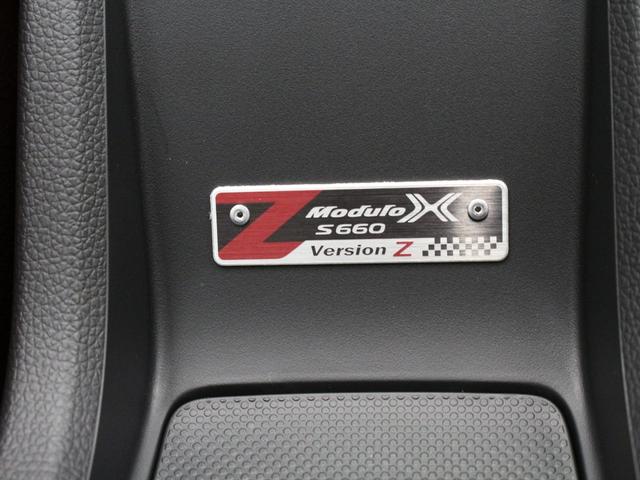 Z Modulo X
S660
Version Z